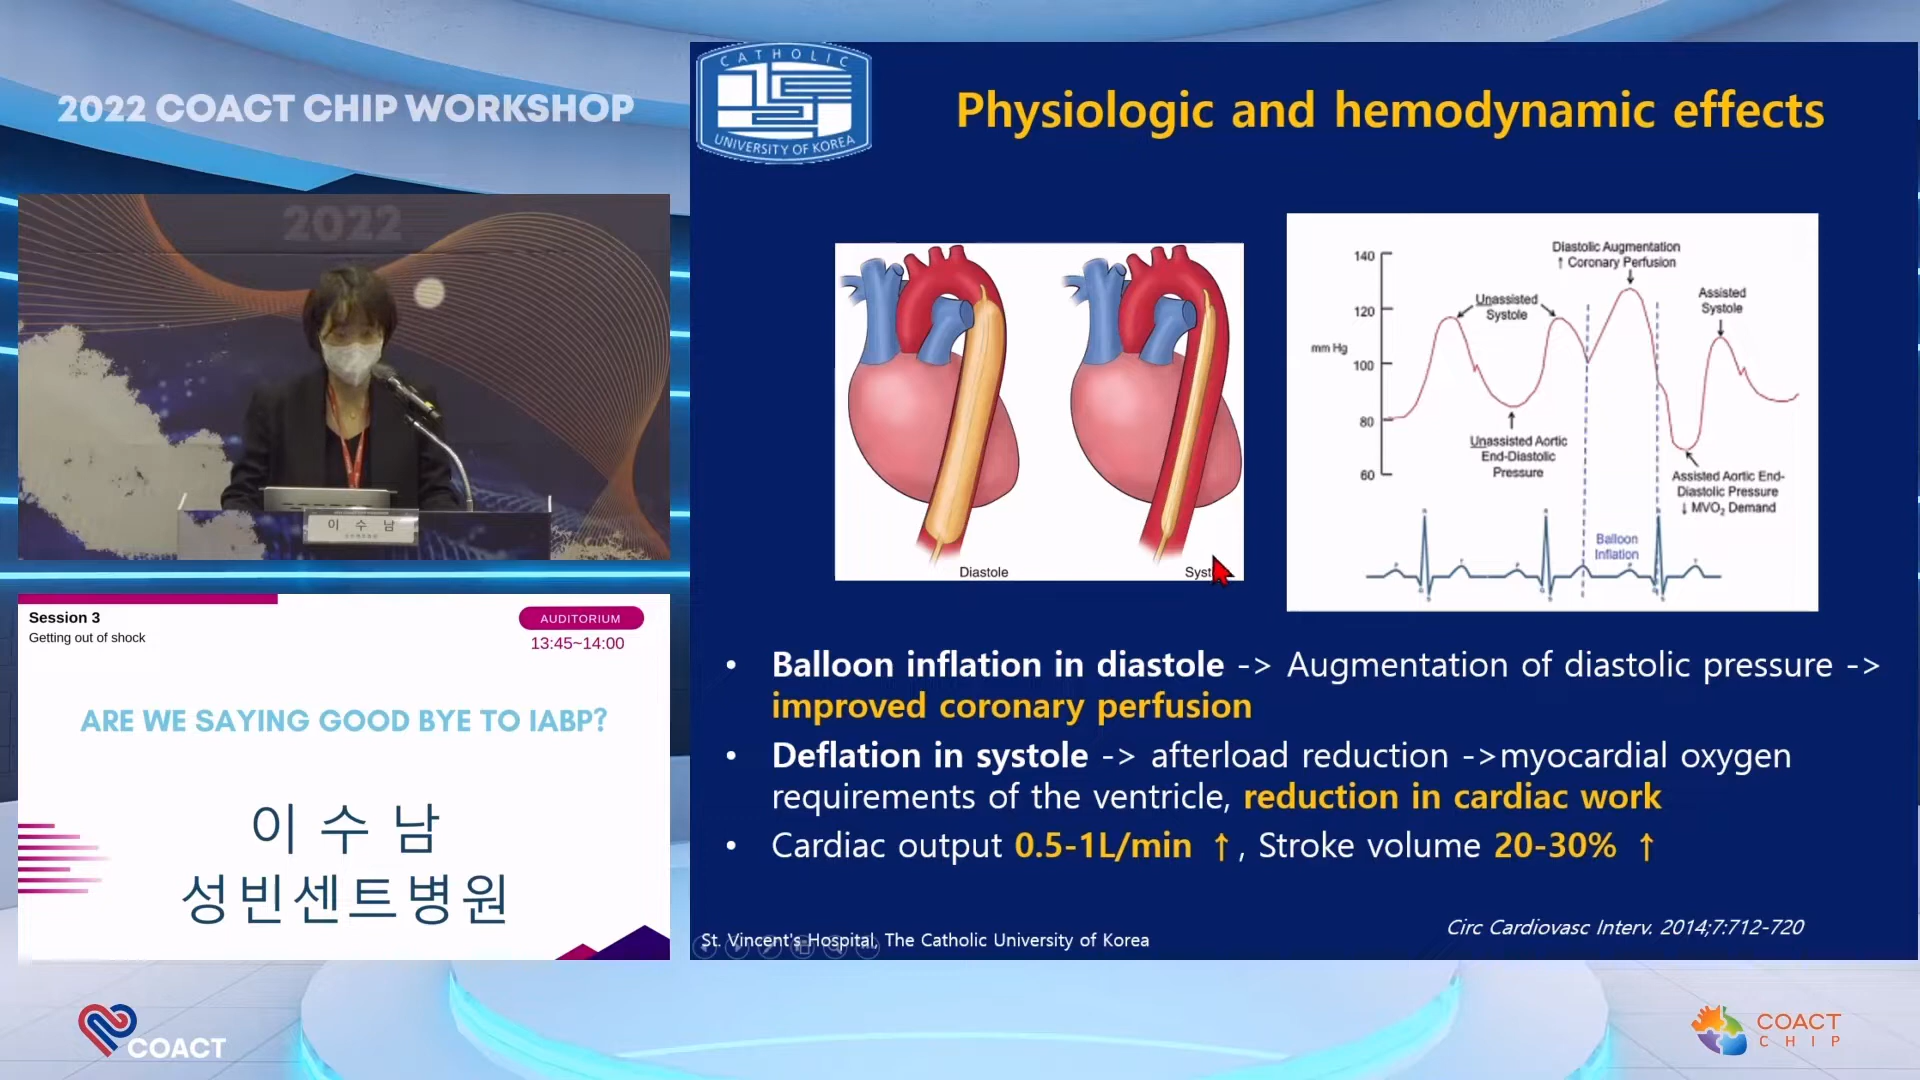 2022 COACT CHIP WORKSHOP
2022
이 수 남
Session 3
Getting out of shock
AUDITORIUM
13:45~14:00
ARE WE SAYING GOOD BYE TO IABP?
이 수 남
성빈센트병원
CATHOLIC
UNIVERSITY OF KOREA
Physiologic and hemodynamic effects
Diastole
Syst
140
120
100
80
60
mm Hg
Unassisted
Systole
Diastolic Augmentation
↑ Coronary Perfusion
Assisted
Systole
Unassisted Aortic
End-Diastolic
Pressure
Assisted Aortic End-
Diastolic Pressure
↓ MVO₂ Demand
Balloon
Inflation
• Balloon inflation in diastole -> Augmentation of diastolic pressure ->
improved coronary perfusion
• Deflation in systole -> afterload reduction ->myocardial oxygen
requirements of the ventricle, reduction in cardiac work
• Cardiac output 0.5-1L/min ↑, Stroke volume 20-30% ↑
Circ Cardiovasc Interv. 2014;7:712-720
St. Vincent's Hospital, The Catholic University of Korea
COACT
COACT
CHIP